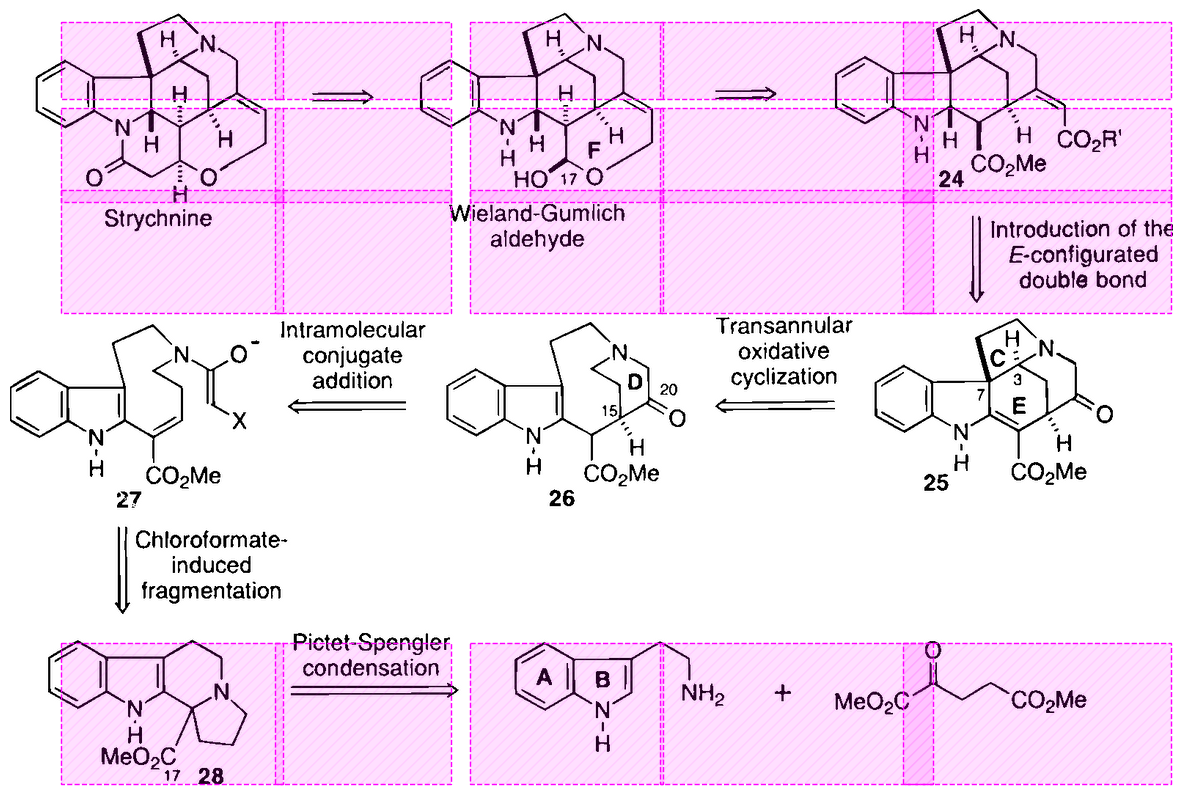 H N H N H N
H H H
N H H N H H F N H H CO2R'
O H O H HO 17 O H CO2Me
24
Strychnine
Wieland-Gumlich
aldehyde
Introduction of the
E-configurated
double bond
Intramolecular
conjugate
addition
Transannular
oxidative
cyclization
N O- X N H CO2Me
27
N D 20 15 O H N H CO2Me
26
H N C 3 7 E O H N H CO2Me
25
Chloroformate-
induced
fragmentation
Pictet-Spengler
condensation
N N H MeO2C 17
28
A B NH2 N H
+
O
MeO2C CO2Me